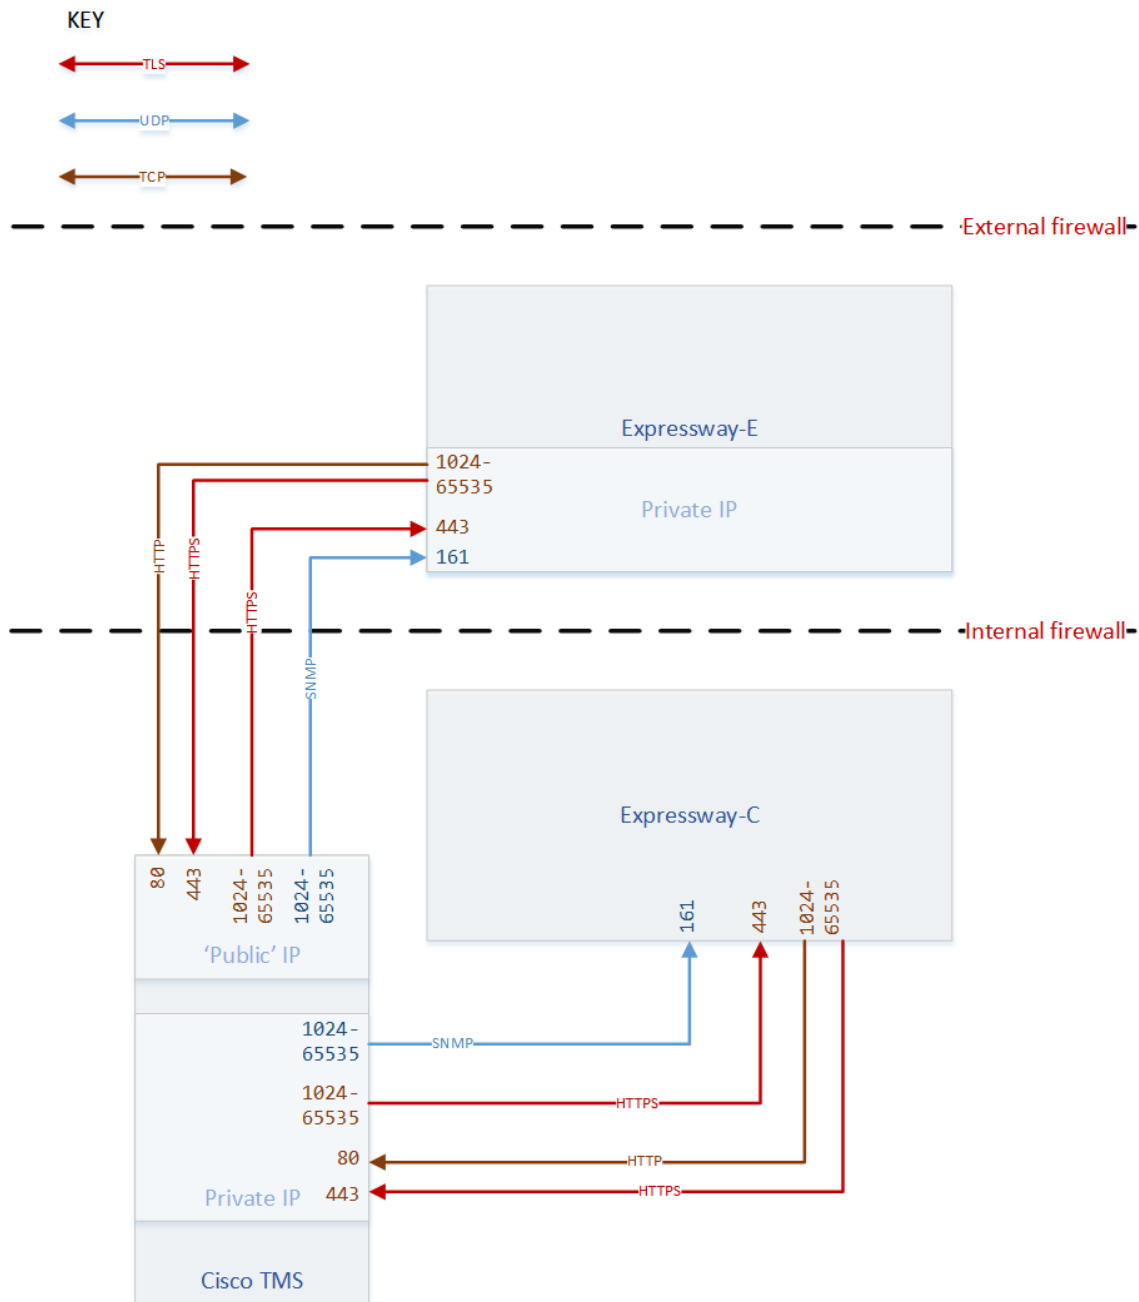 KEY
TLS
UDP
TCP
External firewall
Expressway-E
1024-
65535
Private IP
443
161
HTTP
HTTPS
HTTPS
Internal firewall
SNMP
Expressway-C
80
443
1024-
65535
1024-
65535
'Public' IP
161
443
1024-
65535
1024-
65535
SNMP
1024-
65535
HTTPS
80
HTTP
Private IP
443
HTTPS
Cisco TMS